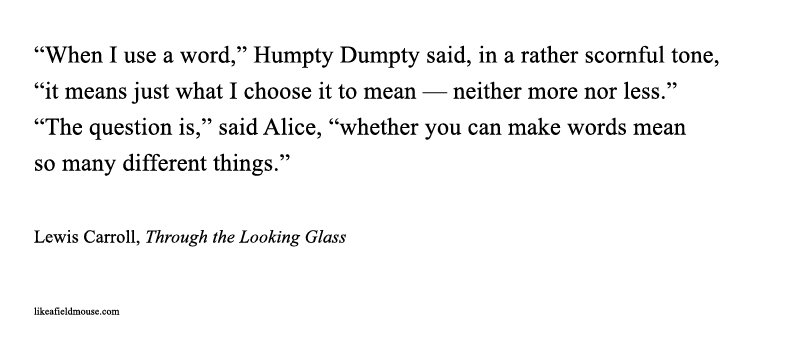 “When I use a word,” Humpty Dumpty said, in a rather scornful tone,
“it means just what I choose it to mean — neither more nor less.”
“The question is,” said Alice, “whether you can make words mean
so many different things.”
Lewis Carroll, Through the Looking Glass
likeafieldmouse.com